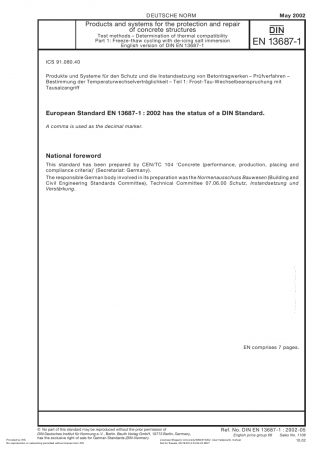 DEUTSCHE NORM
May 2002
Products and systems for the protection and repair
of concrete structures
Test methods – Determination of thermal compatibility
Part 1: Freeze-thaw cycling with de-icing salt immersion
English version of DIN EN 13687-1
DIN
EN 13687-1
ICS 91.080.40
Produkte und Systeme für den Schutz und die Instandsetzung von Betontragwerken – Prüfverfahren –
Bestimmung der Temperaturwechselverträglichkeit – Teil 1: Frost-Tau-Wechselbeanspruchung mit
Tausalzangriff
European Standard EN 13687-1 : 2002 has the status of a DIN Standard.
A comma is used as the decimal marker.
National foreword
This standard has been prepared by CEN/TC 104 ‘Concrete (performance, production, placing and
compliance criteria)’ (Secretariat: Germany).
The responsible German body involved in its preparation was the Normenausschuss Bauwesen (Building and
Civil Engineering Standards Committee), Technical Committee 07.06.00 Schutz, Instandsetzung und
Verstärkung.
EN comprises 7 pages.
© No part of this standard may be reproduced without the prior permission of
DIN Deutsches Institut für Normung e. V., Berlin. Beuth Verlag GmbH, 10772 Berlin, Germany,
has the exclusive right of sale for German Standards (DIN-Normen).
Ref. No. DIN EN 13687-1 : 2002-05
English price group 08 Sales No. 1108
10.02